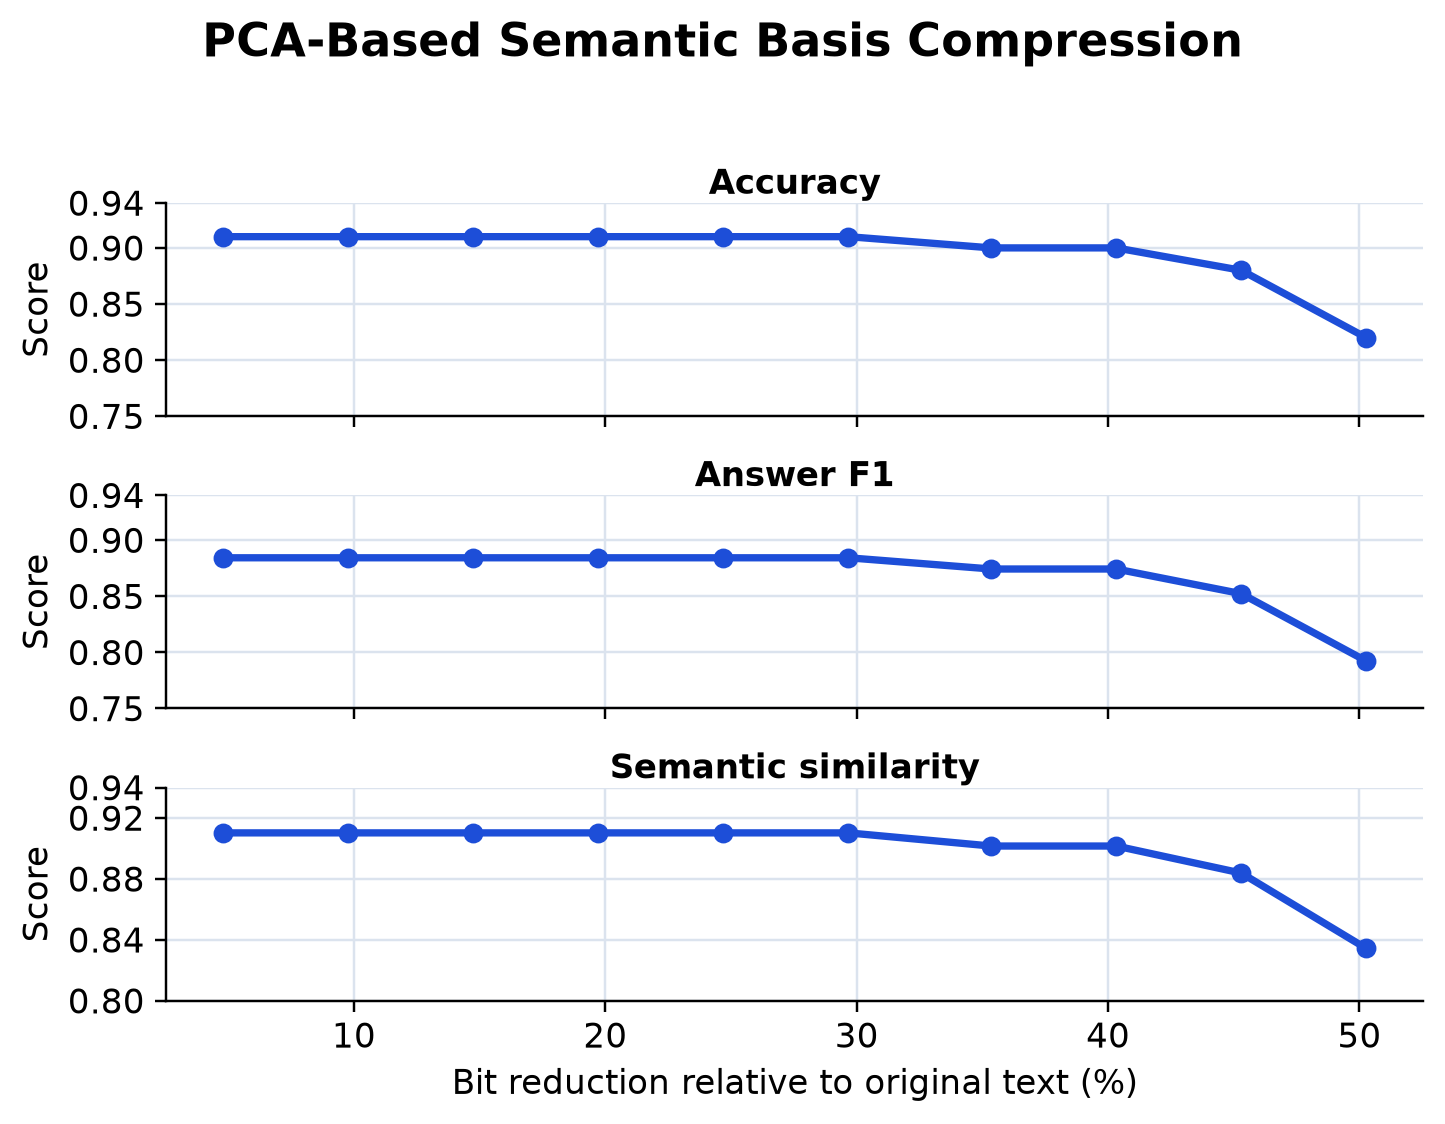 PCA-Based Semantic Basis Compression
Accuracy
0.94
0.90
0.85
0.80
0.75
Score
Answer F1
0.94
0.90
0.85
0.80
0.75
Score
Semantic similarity
0.94
0.92
0.88
0.84
0.80
Score
10 20 30 40 50
Bit reduction relative to original text (%)